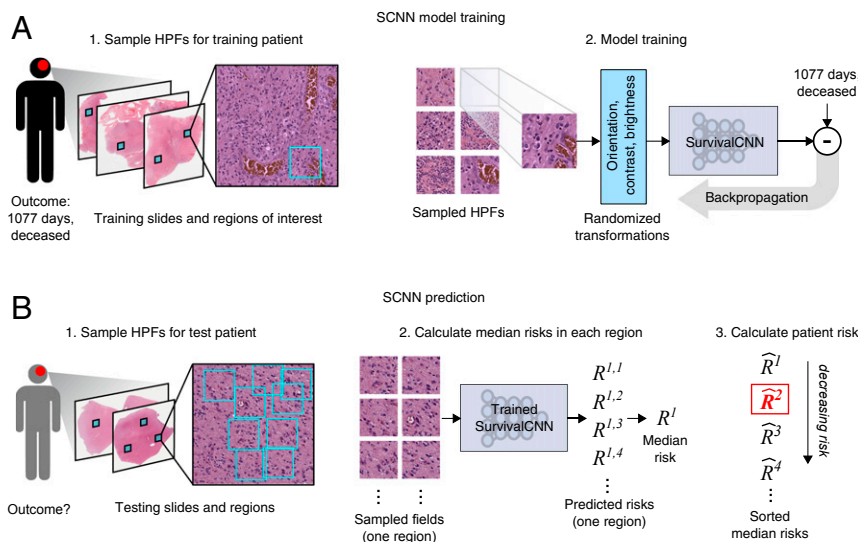 SCNN model training
A
1. Sample HPFs for training patient
2. Model training
1077 days,
deceased
Orientation,
contrast, brightness
SurvivalCNN
-
Backpropagation
Outcome:
1077 days,
deceased
Training slides and regions of interest
Sampled HPFs
Randomized
transformations
SCNN prediction
B
1. Sample HPFs for test patient
2. Calculate median risks in each region
3. Calculate patient risk
Trained
SurvivalCNN
R^{1,1}
R^{1,2}
R^{1,3}
R^{1,4}
⋮
R^1
Median
risk
\widehat{R}^1
\widehat{R}^2
\widehat{R}^3
\widehat{R}^4
⋮
decreasing risk
Outcome?
Testing slides and regions
⋮ ⋮
Sampled fields
(one region)
Predicted risks
(one region)
Sorted
median risks